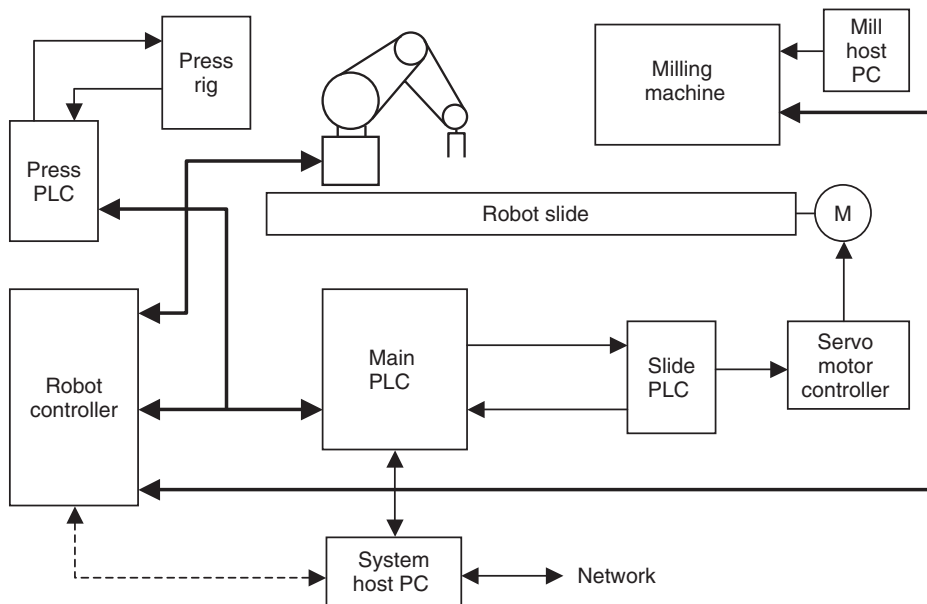 Press
rig
Mill
host
PC
Milling
machine
Press
PLC
Robot slide
M
Robot
controller
Main
PLC
Slide
PLC
Servo
motor
controller
System
host PC
Network